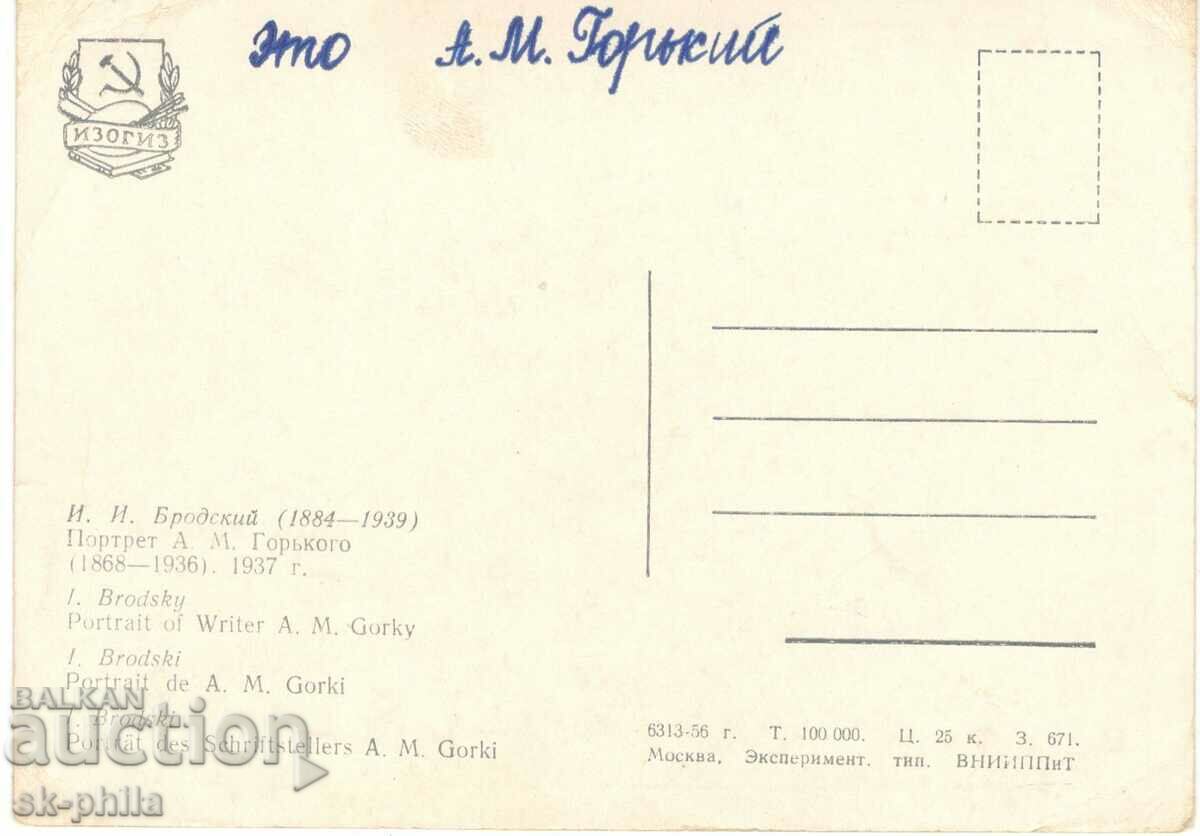 это А. М. Горький
ИЗОГИЗ
И. И. Бродский (1884—1939)
Портрет А. М. Горького
(1868—1936). 1937 г.
I. Brodsky
Portrait of Writer A. M. Gorky
I. Brodski
Portrait de A. M. Gorki
I. Brodski
Porträt des Schriftstellers A. M. Gorki
6313-56 г. Т. 100 000. Ц. 25 к. З. 671.
Москва, Эксперимент. тип. ВНИИППиТ
BALKAN
auction
sk-phila